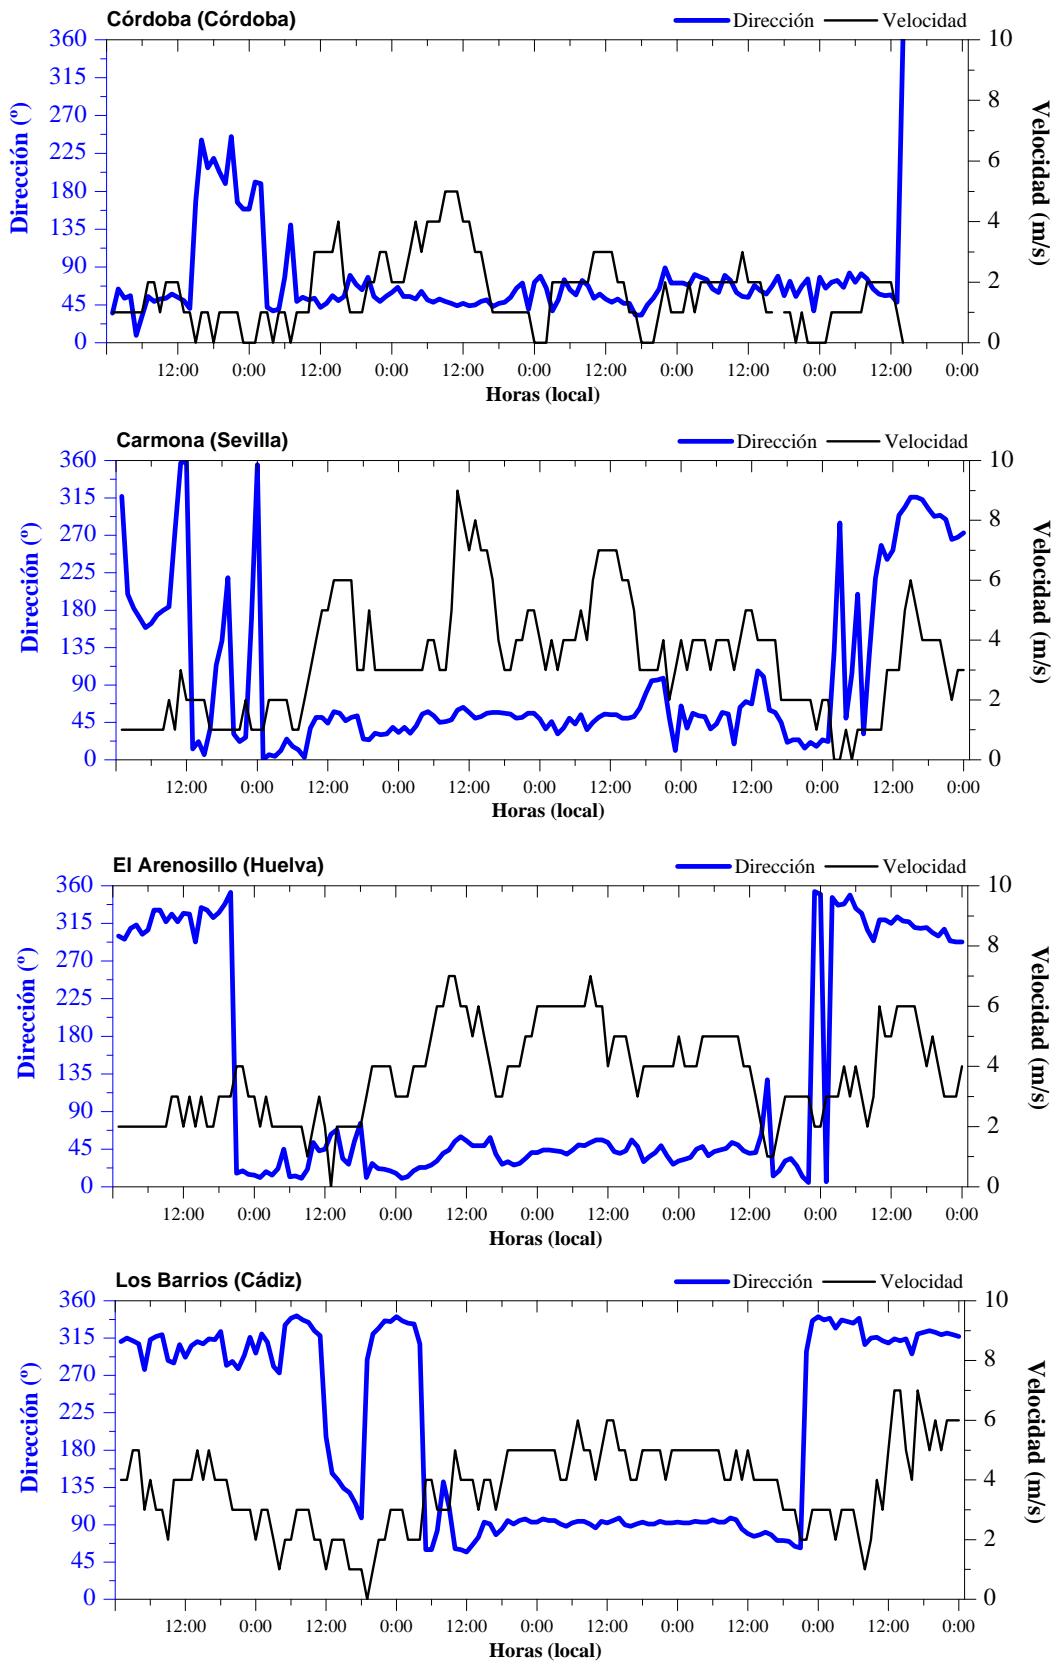 Córdoba (Córdoba)
Dirección Velocidad
360
315
270
225
180
135
90
45
0
Dirección (º)
10
8
6
4
2
0
Velocidad (m/s)
12:00 0:00 12:00 0:00 12:00 0:00 12:00 0:00 12:00 0:00 12:00 0:00
Horas (local)
Carmona (Sevilla)
Dirección Velocidad
360
315
270
225
180
135
90
45
0
Dirección (º)
10
8
6
4
2
0
Velocidad (m/s)
12:00 0:00 12:00 0:00 12:00 0:00 12:00 0:00 12:00 0:00 12:00 0:00
Horas (local)
El Arenosillo (Huelva)
Dirección Velocidad
360
315
270
225
180
135
90
45
0
Dirección (º)
10
8
6
4
2
0
Velocidad (m/s)
12:00 0:00 12:00 0:00 12:00 0:00 12:00 0:00 12:00 0:00 12:00 0:00
Horas (local)
Los Barrios (Cádiz)
Dirección Velocidad
360
315
270
225
180
135
90
45
0
Dirección (º)
10
8
6
4
2
0
Velocidad (m/s)
12:00 0:00 12:00 0:00 12:00 0:00 12:00 0:00 12:00 0:00 12:00 0:00
Horas (local)